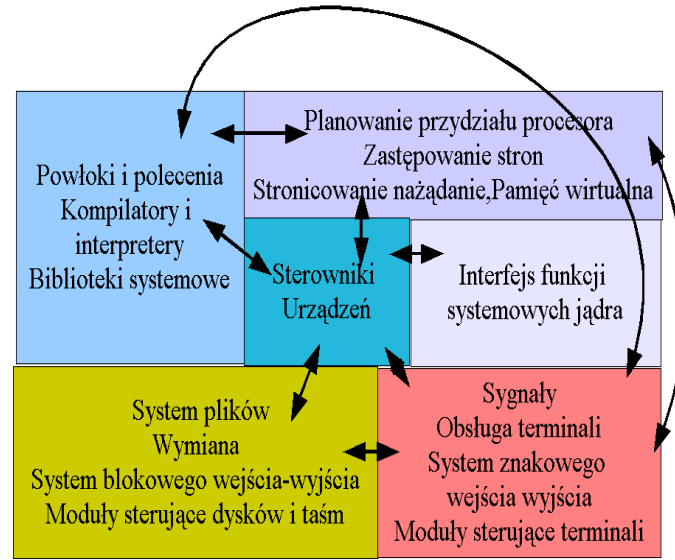 Powłoki i polecenia
Kompilatory i
interpretery
Biblioteki systemowe
Planowanie przydziału procesora
Zastępowanie stron
Stronicowanie nażądanie,Pamięć wirtualna
Sterowniki
Urządzeń
Interfejs funkcji
systemowych jądra
System plików
Wymiana
System blokowego wejścia-wyjścia
Moduły sterujące dysków i taśm
Sygnały
Obsługa terminali
System znakowego
wejścia wyjścia
Moduły sterujące terminali